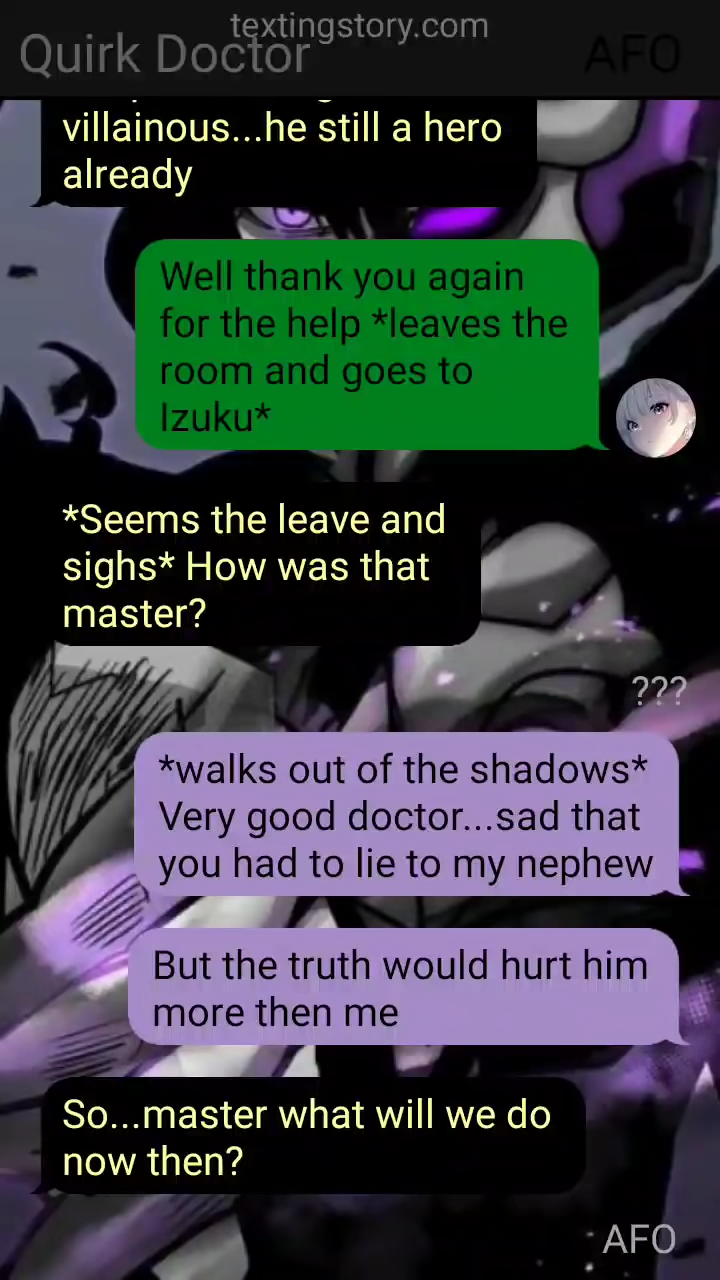 textingstory.com
Quirk Doctor
AFO
villainous...he still a hero
already
Well thank you again
for the help *leaves the
room and goes to
Izuku*
*Seems the leave and
sighs* How was that
master?
???
*walks out of the shadows*
Very good doctor...sad that
you had to lie to my nephew
But the truth would hurt him
more then me
So...master what will we do
now then?
AFO